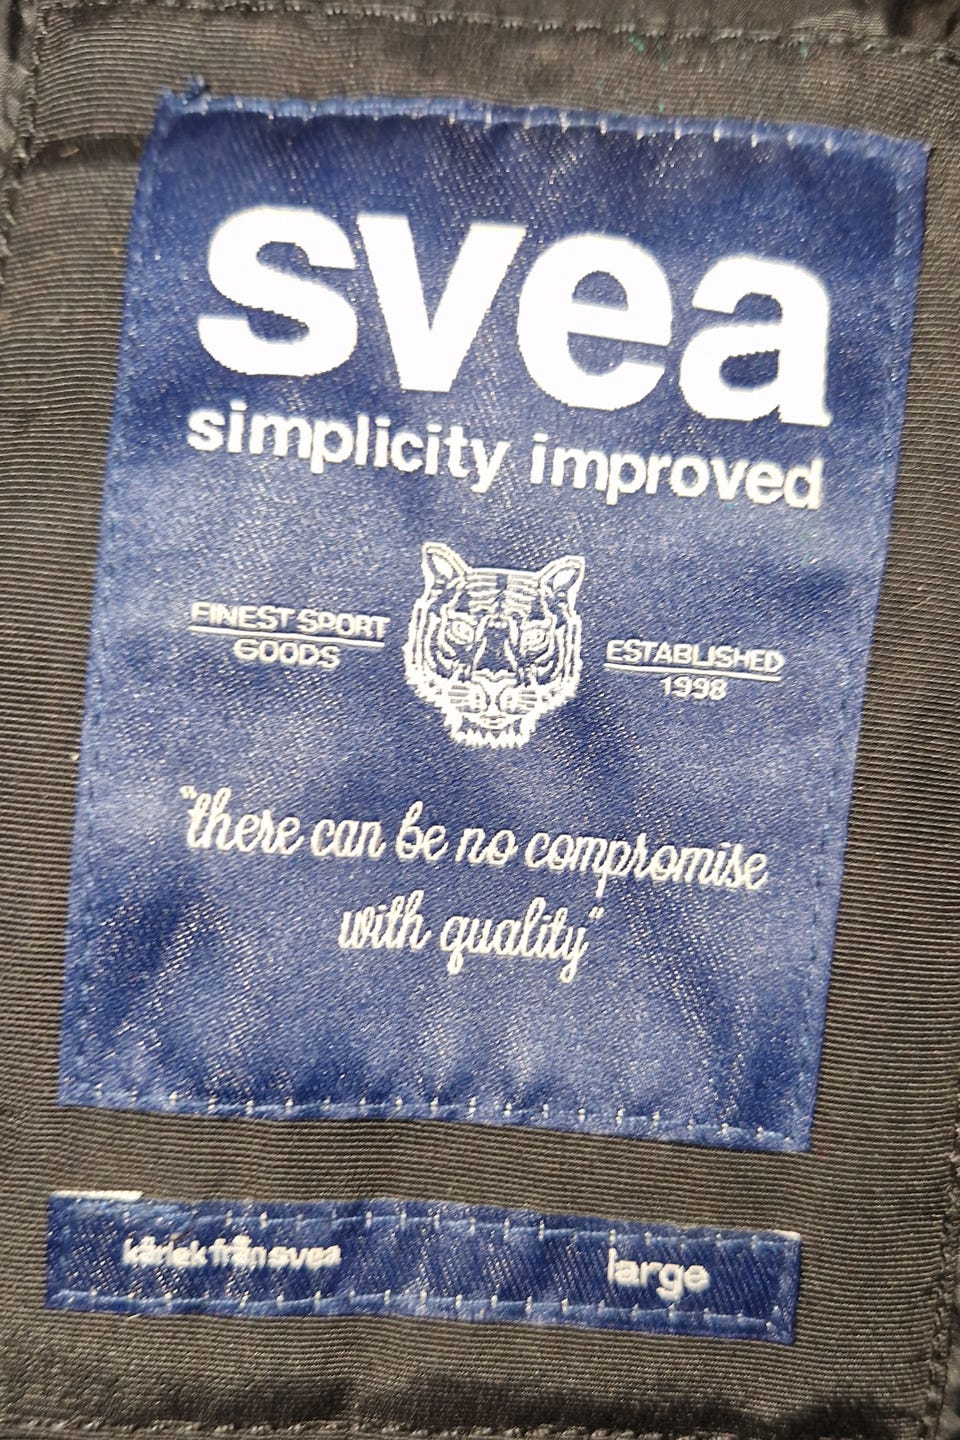 svea
simplicity improved
FINEST SPORT
GOODS
ESTABLISHED
1998
"there can be no compromise
with quality"
kärlek från svea
large